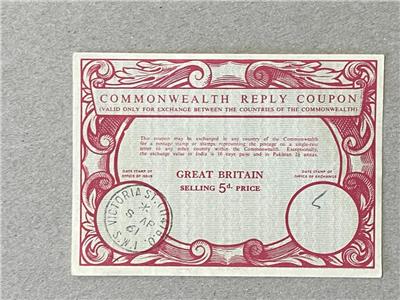 COMMONWEALTH REPLY COUPON
(VALID ONLY FOR EXCHANGE BETWEEN THE COUNTRIES OF THE COMMONWEALTH)
This coupon may be exchanged in any country of the Commonwealth
for a postage stamp or stamps representing the postage on a single-rate
letter to any other country within the Commonwealth. Exceptionally,
the exchange value in India is 16 naye paise and in Pakistan 2½ annas.
DATE STAMP OF
OFFICE OF ISSUE
DATE STAMP OF
OFFICE OF EXCHANGE
GREAT BRITAIN
SELLING 5d. PRICE
VICTORIA ST.
AP
61